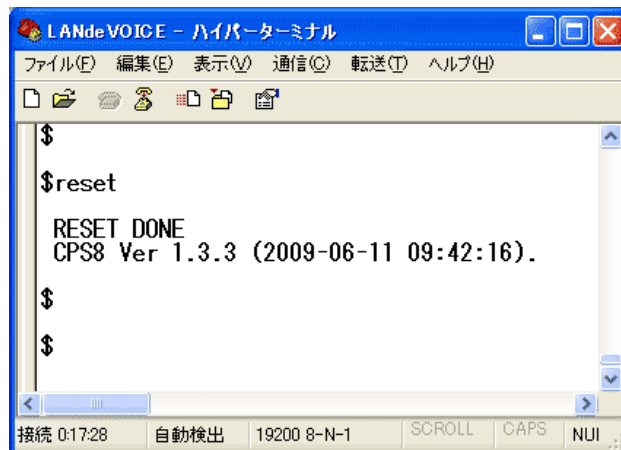 LANdeVOICE - ハイパーターミナル
ファイル(F) 編集(E) 表示(V) 通信(C) 転送(T) ヘルプ(H)
$
$reset
RESET DONE
CPS8 Ver 1.3.3 (2009-06-11 09:42:16).
$
$
接続 0:17:28 自動検出 19200 8-N-1 SCROLL CAPS NUI